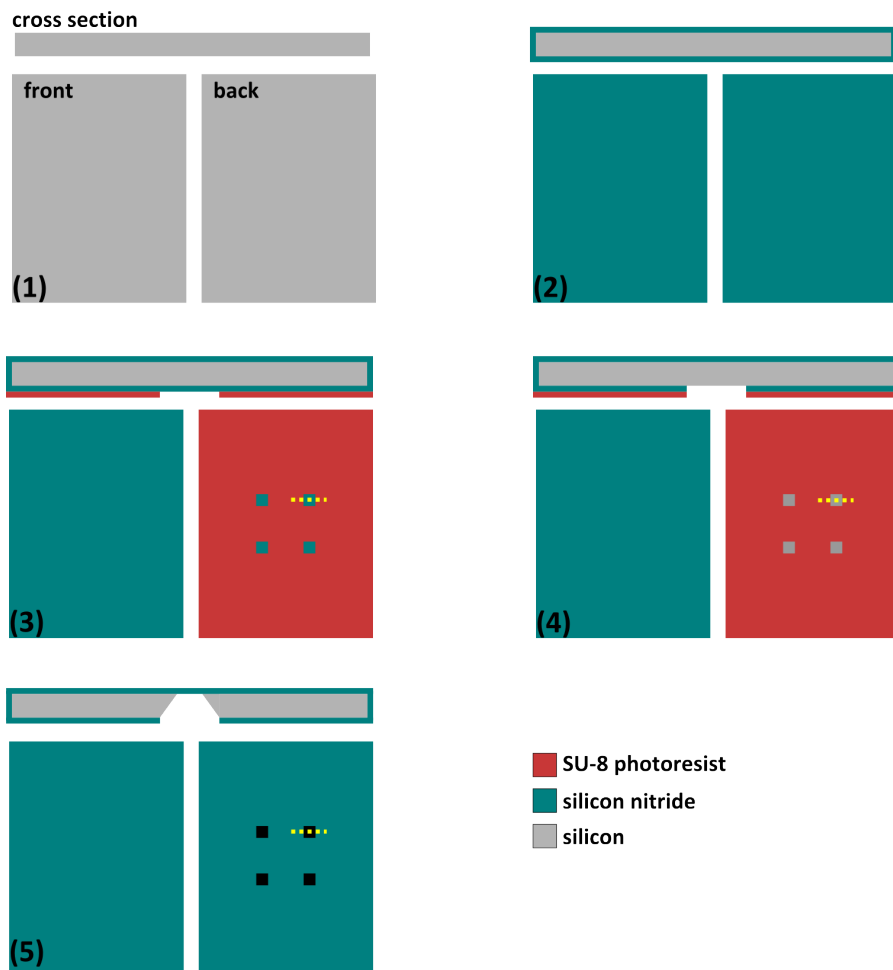 cross section
front
back
(1)
(2)
(3)
(4)
(5)
SU-8 photoresist
silicon nitride
silicon